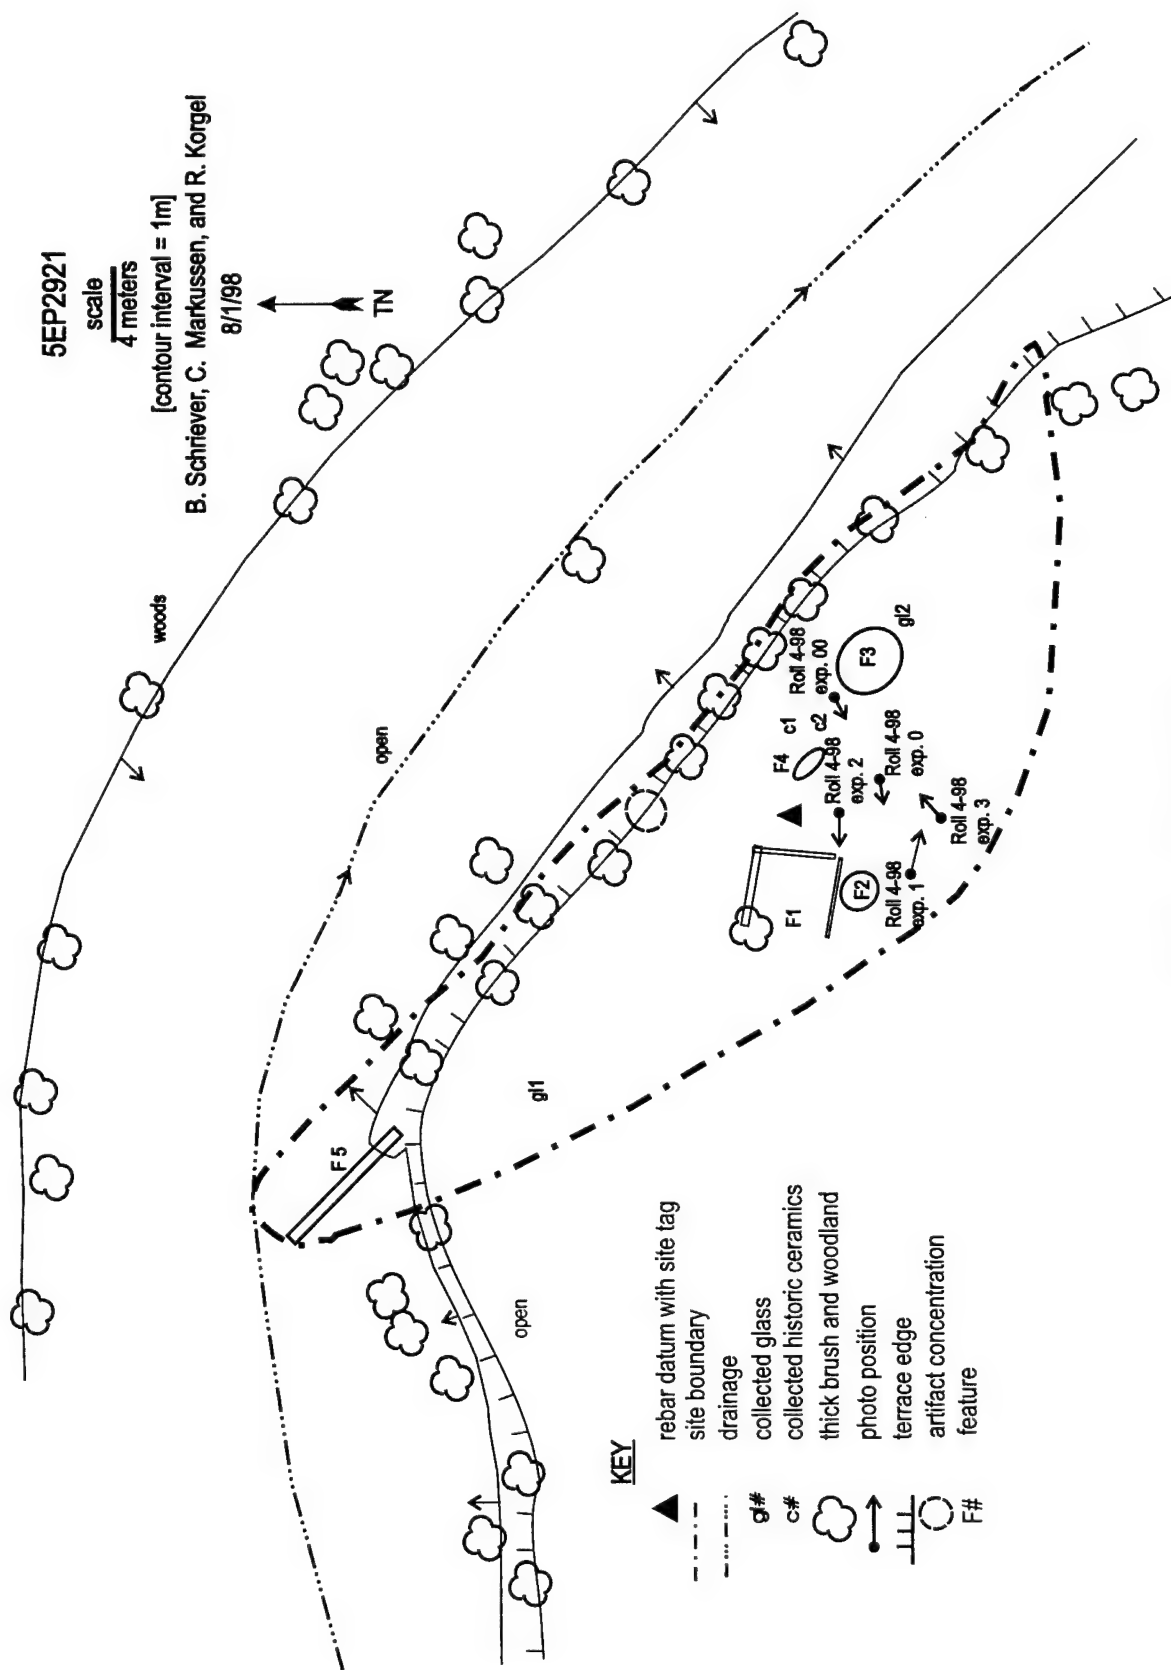 5EP2921
scale
4 meters
[contour interval = 1m]
B. Schriever, C. Markussen, and R. Korgel
8/1/98
TN
woods
open
F5
gl1
open
F1
F2
F4
c1
c2
F3
gl2
Roll 4-98
exp. 00
Roll 4-98
exp. 2
Roll 4-98
exp. 0
Roll 4-98
exp. 1
Roll 4-98
exp. 3
KEY
rebar datum with site tag
site boundary
drainage
gl# collected glass
c# collected historic ceramics
thick brush and woodland
photo position
terrace edge
artifact concentration
F# feature